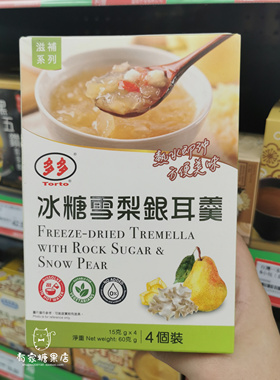 滋補
系列
熱水即沖
方便美味
多多
Torto
冰糖雪梨銀耳羹
FREEZE-DRIED TREMELLA
WITH ROCK SUGAR &
SNOW PEAR
15克 g x 4
淨重 Net weight: 60克 g
4個裝